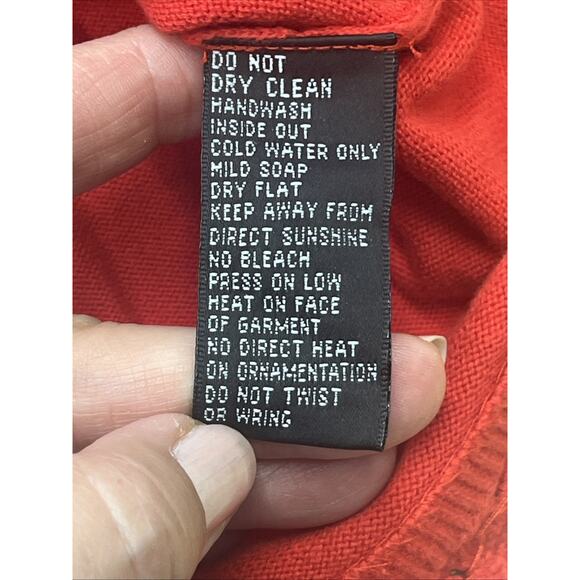 DO NOT
DRY CLEAN
HANDWASH
INSIDE OUT
COLD WATER ONLY
MILD SOAP
DRY FLAT
KEEP AWAY FROM
DIRECT SUNSHINE
NO BLEACH
PRESS ON LOW
HEAT ON FACE
OF GARMENT
NO DIRECT HEAT
ON ORNAMENTATION
DO NOT TWIST
OR WRING